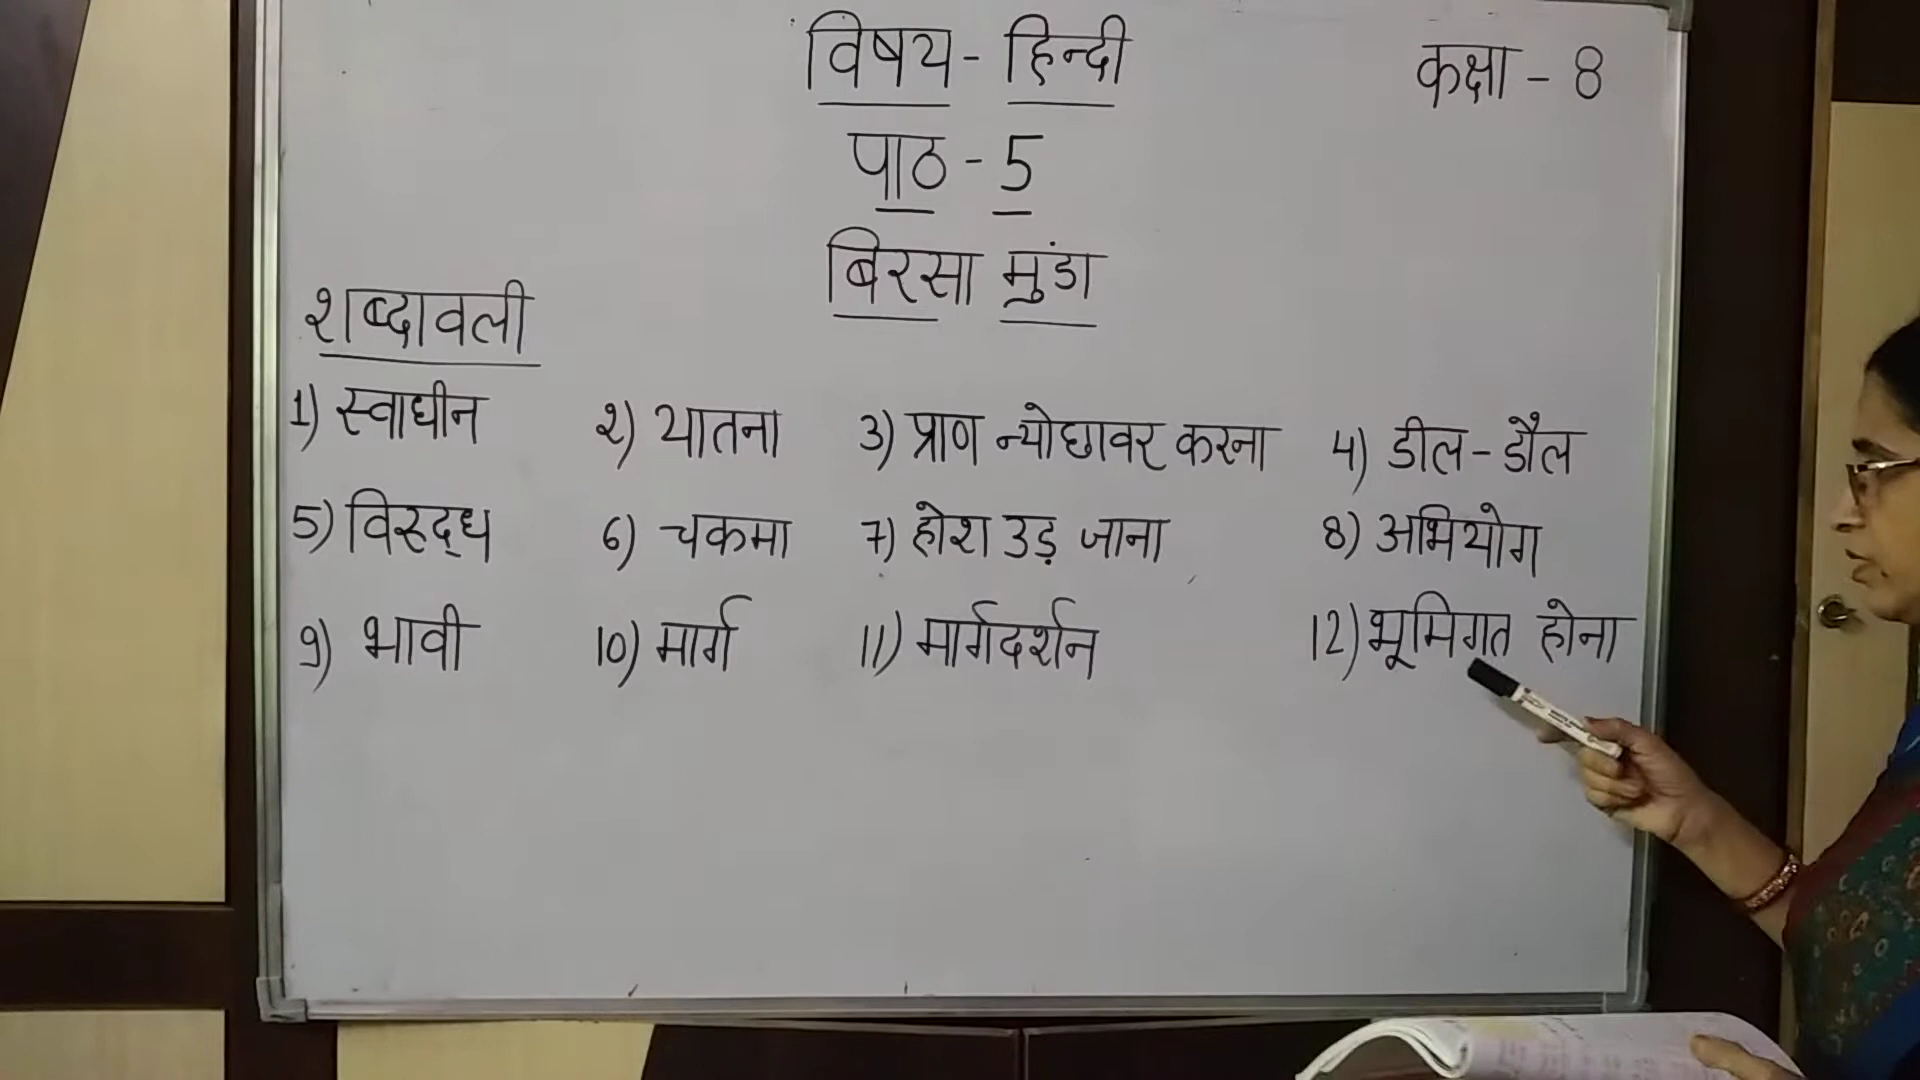 विषय - हिन्दी
कक्षा - 8
पाठ - 5
बिरसा मुंडा
शब्दावली
1) स्वाधीन 2) यातना 3) प्राण न्योछावर करना 4) डील-डौल
5) विरुद्ध 6) चकमा 7) होश उड़ जाना 8) अभियोग
9) भावी 10) मार्ग 11) मार्गदर्शन 12) भूमिगत होना